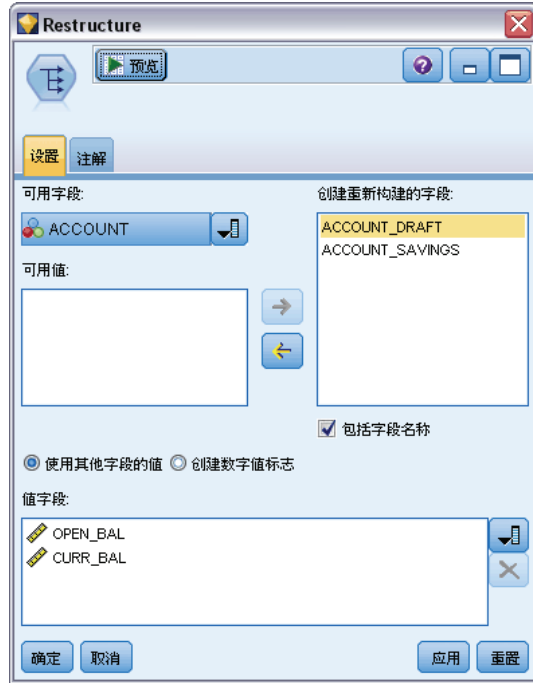 Restructure
预览
设置 注解
可用字段:
ACCOUNT
可用值:
创建重新构建的字段:
ACCOUNT_DRAFT
ACCOUNT_SAVINGS
包括字段名称
使用其他字段的值 创建数字值标志
值字段:
OPEN_BAL
CURR_BAL
确定 取消 应用 重置